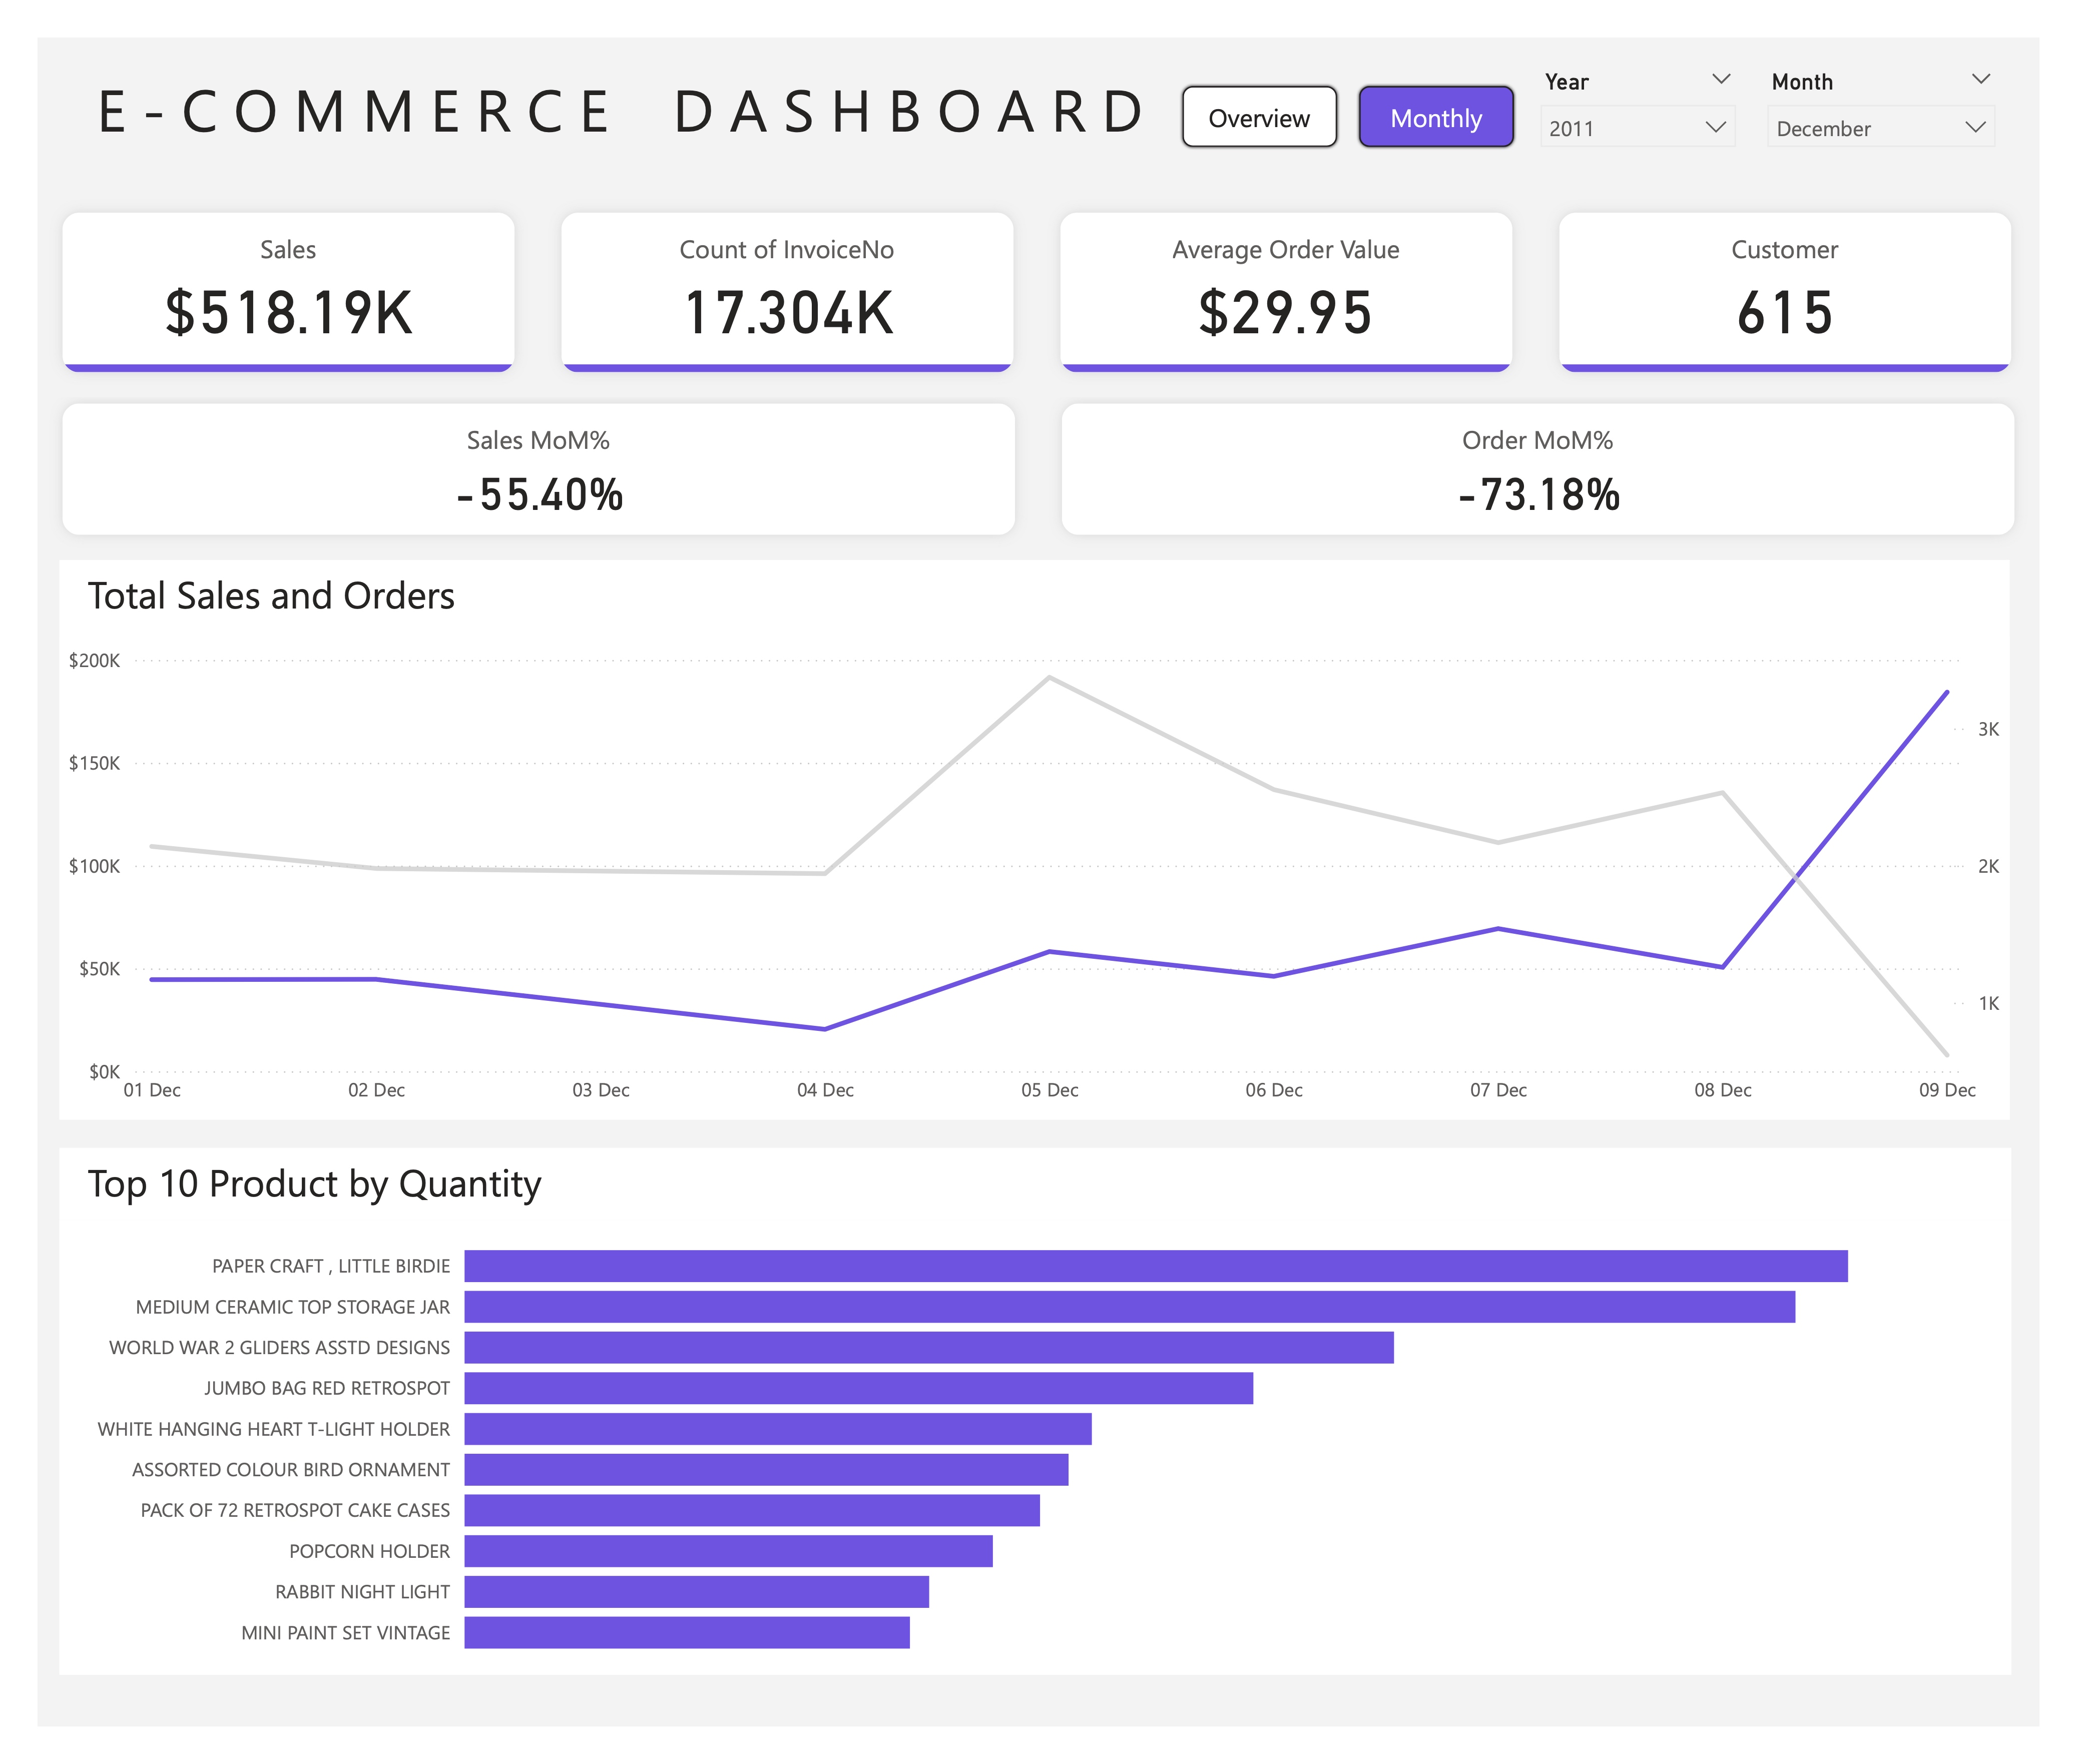 E-COMMERCE DASHBOARD
Overview
Monthly
Year
2011
Month
December
Sales
$518.19K
Count of InvoiceNo
17.304K
Average Order Value
$29.95
Customer
615
Sales MoM%
-55.40%
Order MoM%
-73.18%
Total Sales and Orders
$200K
$150K
$100K
$50K
$0K
3K
2K
1K
01 Dec
02 Dec
03 Dec
04 Dec
05 Dec
06 Dec
07 Dec
08 Dec
09 Dec
Top 10 Product by Quantity
PAPER CRAFT , LITTLE BIRDIE
MEDIUM CERAMIC TOP STORAGE JAR
WORLD WAR 2 GLIDERS ASSTD DESIGNS
JUMBO BAG RED RETROSPOT
WHITE HANGING HEART T-LIGHT HOLDER
ASSORTED COLOUR BIRD ORNAMENT
PACK OF 72 RETROSPOT CAKE CASES
POPCORN HOLDER
RABBIT NIGHT LIGHT
MINI PAINT SET VINTAGE